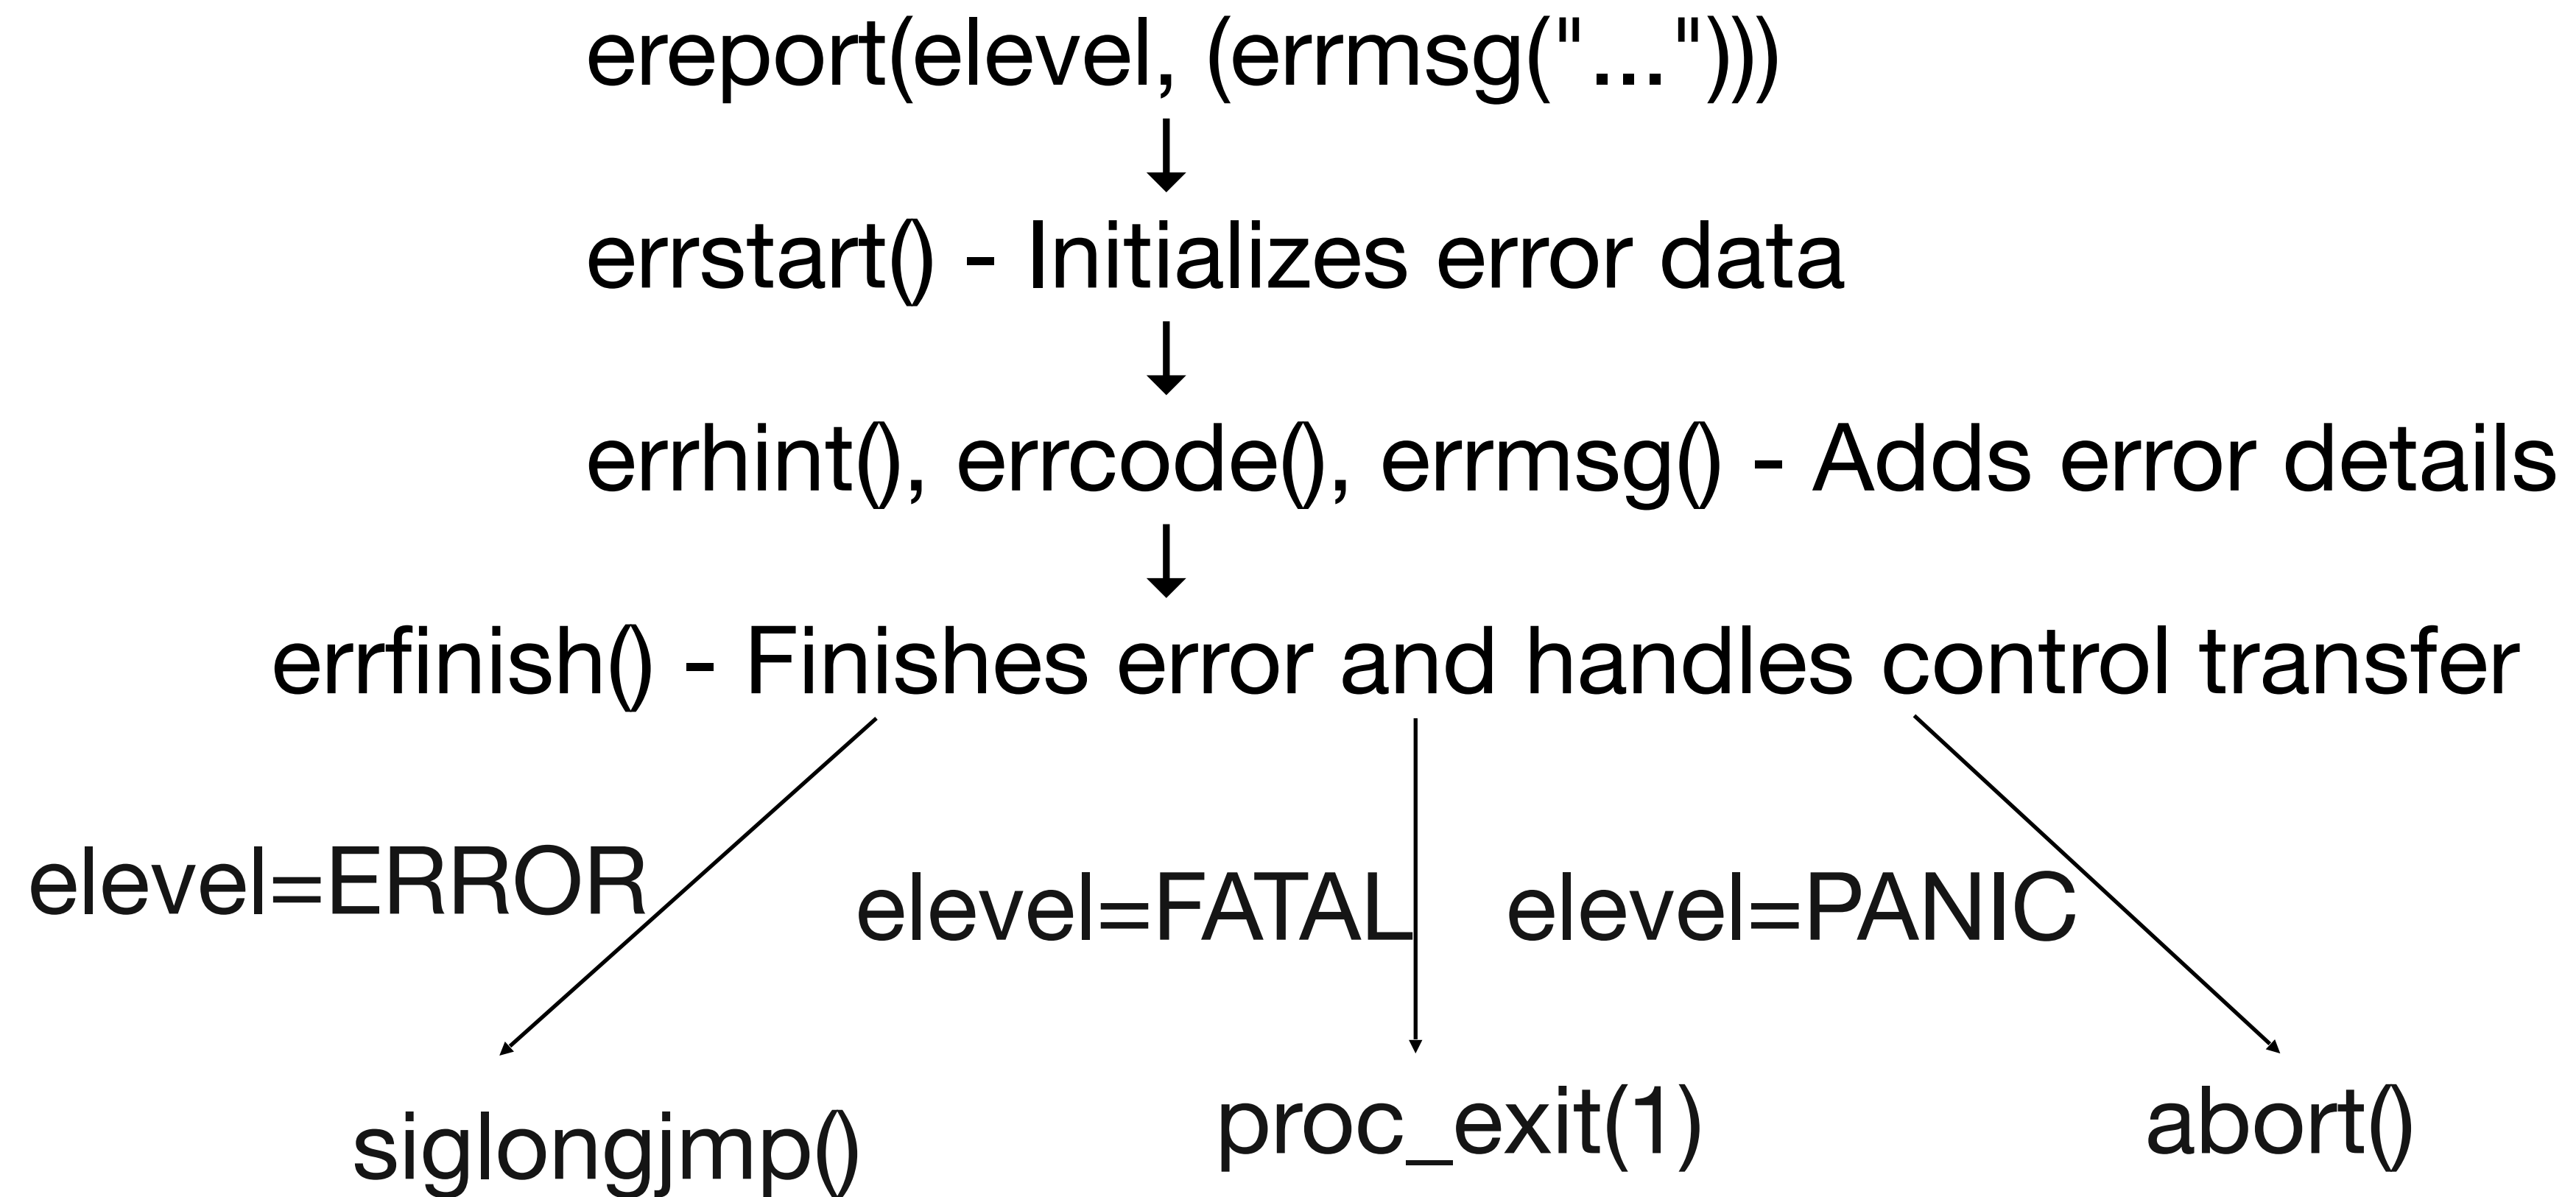 ereport(elevel, (errmsg("...")))
errstart() - Initializes error data
errhint(), errcode(), errmsg() - Adds error details
errfinish() - Finishes error and handles control transfer
elevel=ERROR
elevel=FATAL
elevel=PANIC
siglongjmp()
proc_exit(1)
abort()